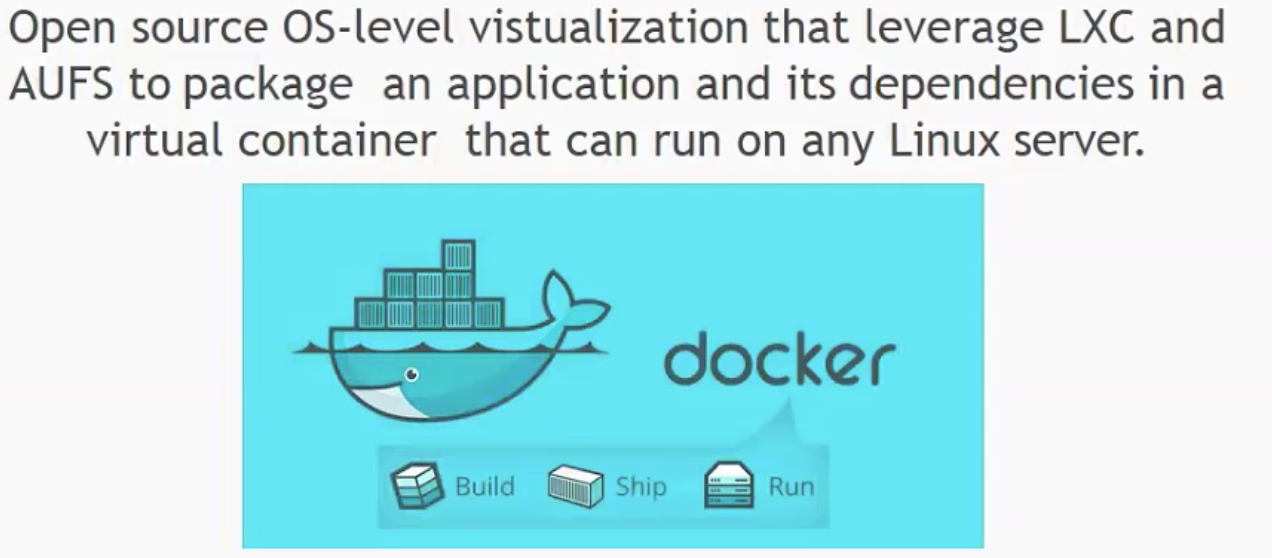 Open source OS-level vistualization that leverage LXC and
AUFS to package an application and its dependencies in a
virtual container that can run on any Linux server.
docker
Build Ship Run